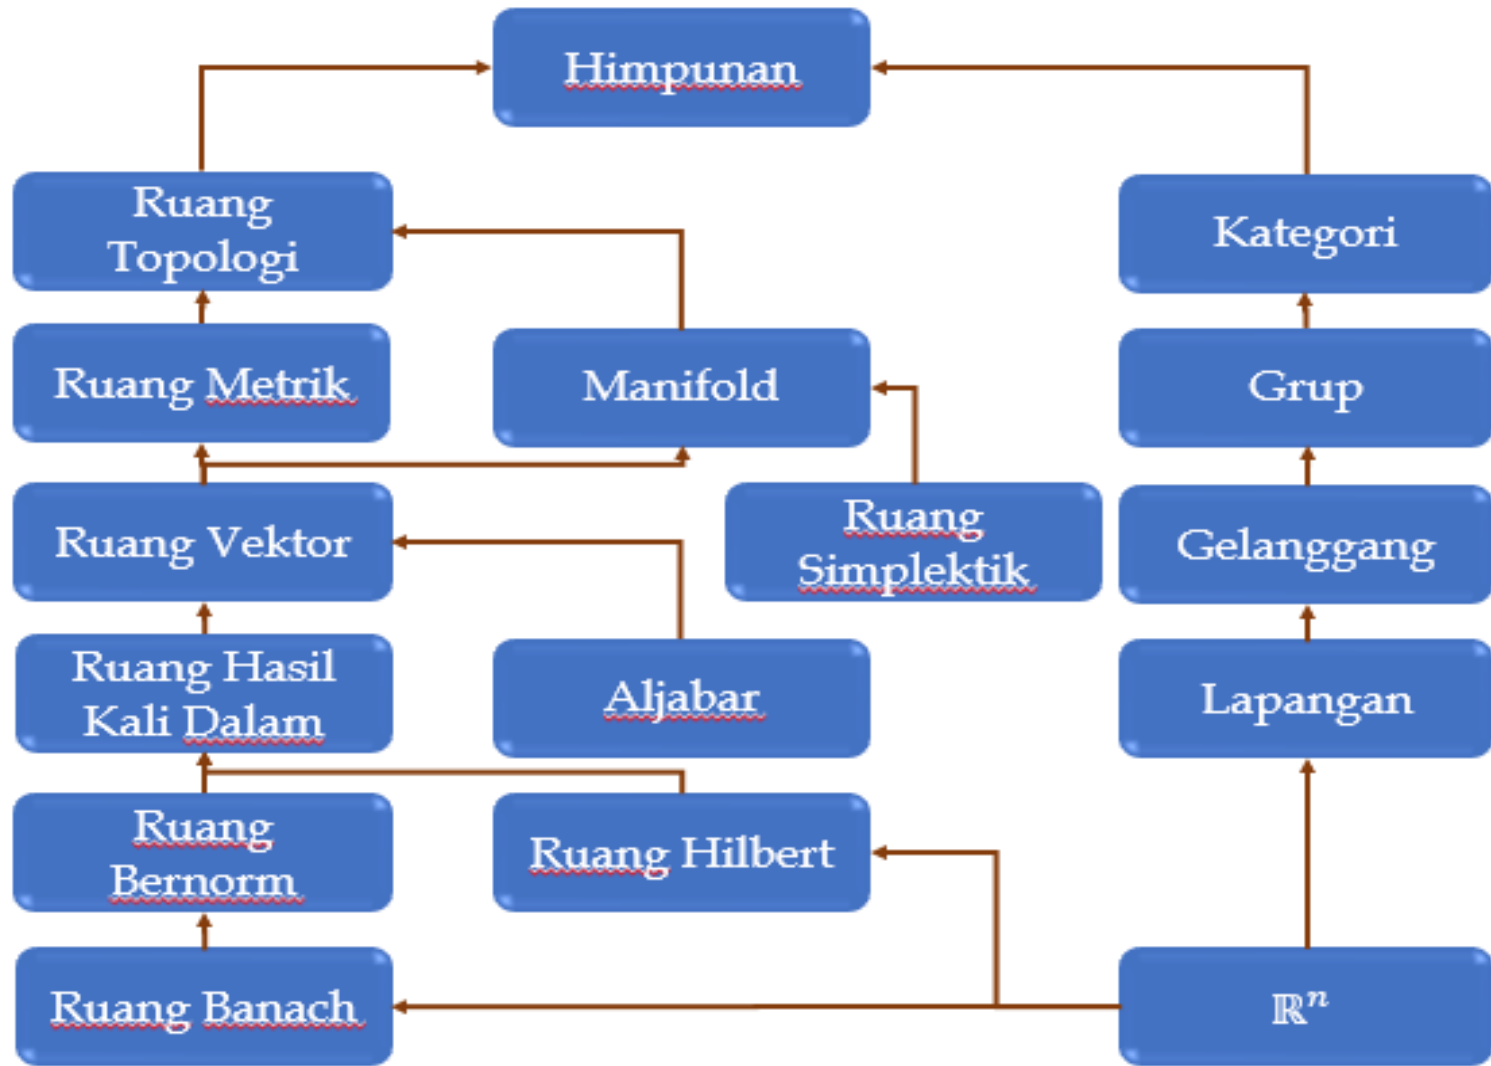 Himpunan
Ruang
Topologi
Kategori
Ruang Metrik
Manifold
Grup
Ruang Vektor
Ruang
Simplektik
Gelanggang
Ruang Hasil
Kali Dalam
Aljabar
Lapangan
Ruang
Bernorm
Ruang Hilbert
Ruang Banach
ℝⁿ